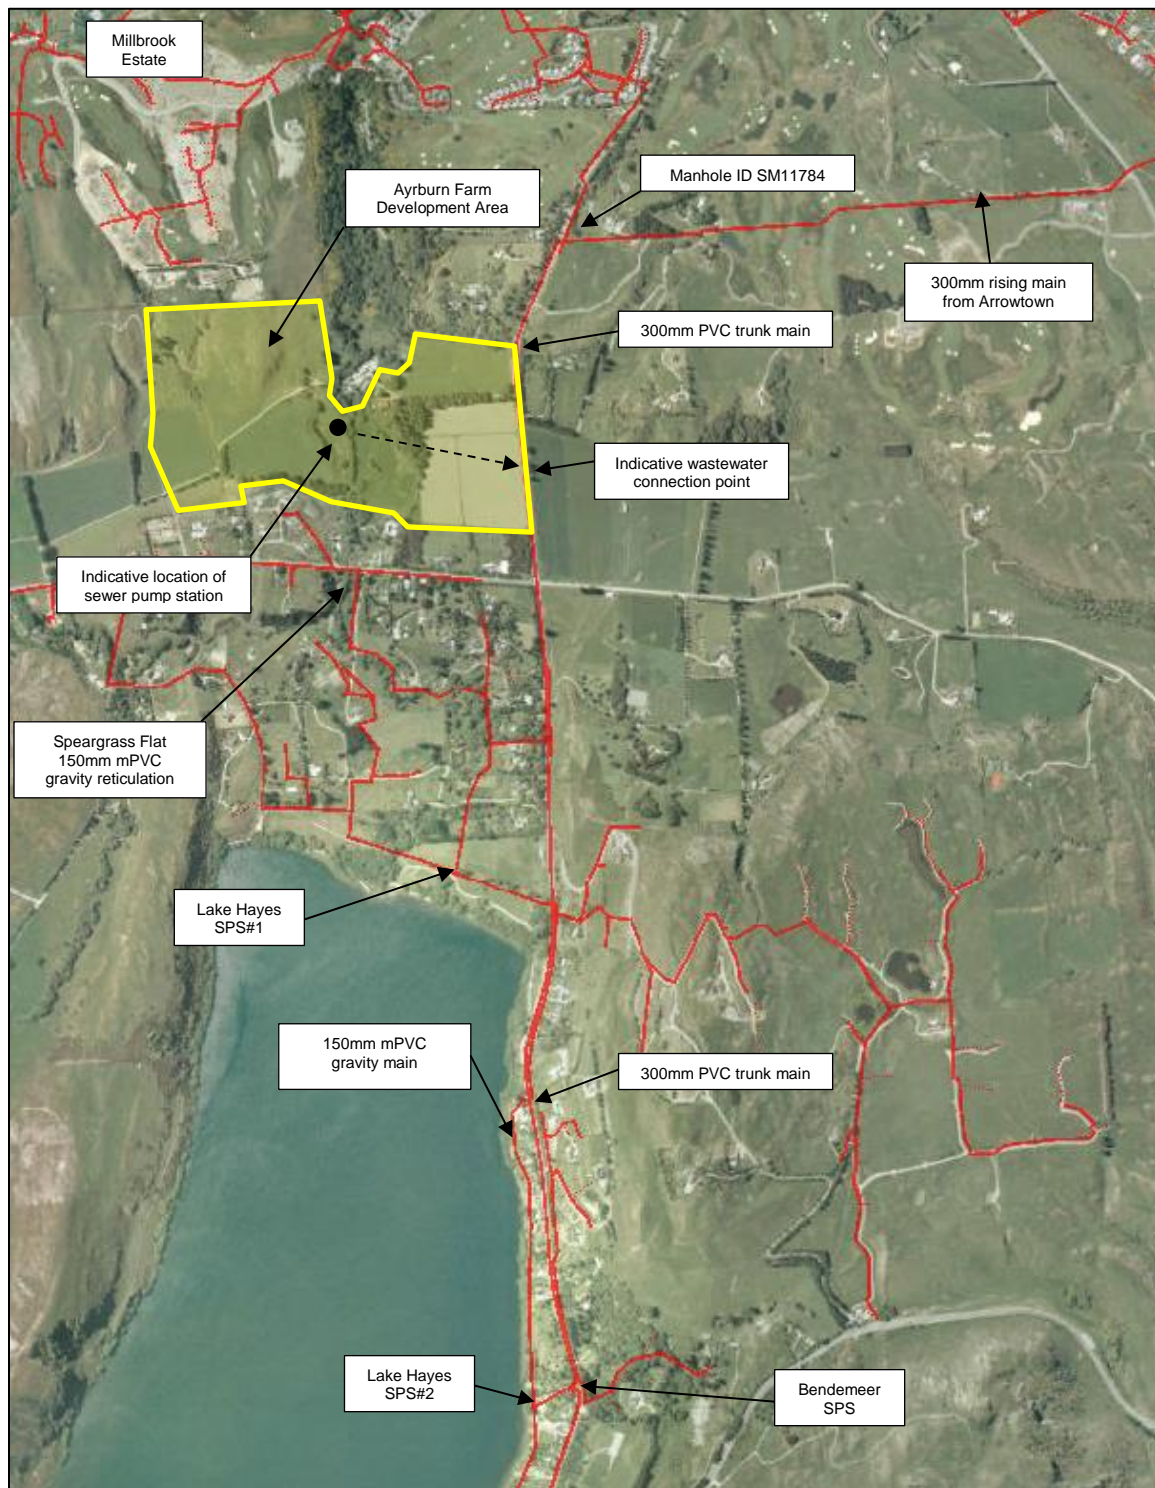 Millbrook
Estate
Ayrburn Farm
Development Area
Manhole ID SM11784
300mm rising main
from Arrowtown
300mm PVC trunk main
Indicative wastewater
connection point
Indicative location of
sewer pump station
Speargrass Flat
150mm mPVC
gravity reticulation
Lake Hayes
SPS#1
150mm mPVC
gravity main
300mm PVC trunk main
Lake Hayes
SPS#2
Bendemeer
SPS